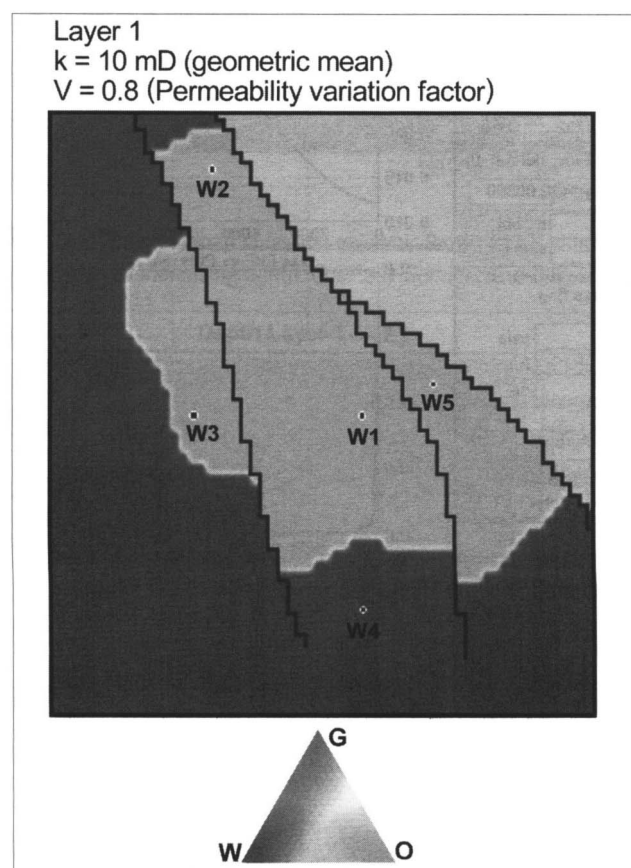 Layer 1
k = 10 mD (geometric mean)
V = 0.8 (Permeability variation factor)
W2
W5
W3
W1
W4
G
W
O